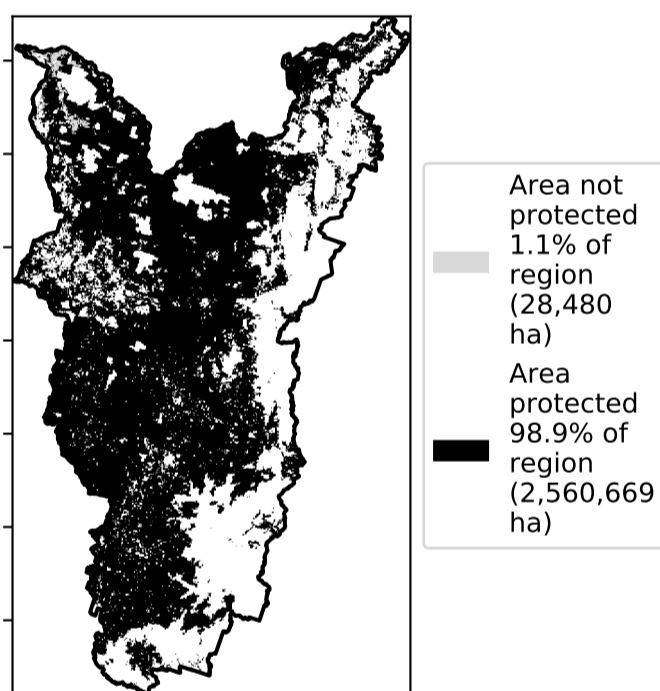 Area not
protected
1.1% of
region
(28,480
ha)
Area
protected
98.9% of
region
(2,560,669
ha)